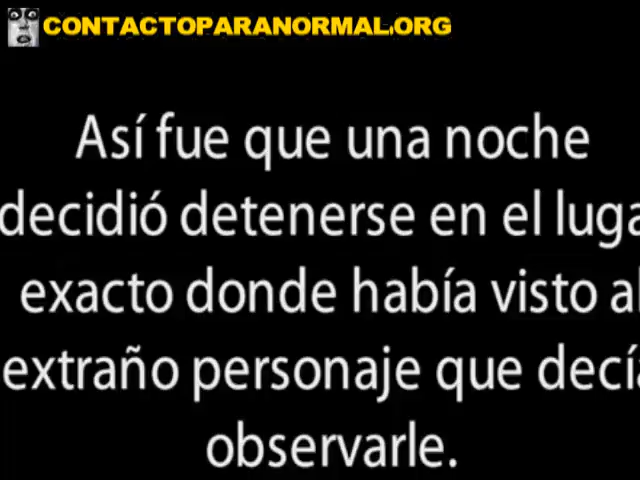 CONTACTOPARANORMAL.ORG
Así fue que una noche
decidió detenerse en el luga
exacto donde había visto al
extraño personaje que decía
observarle.